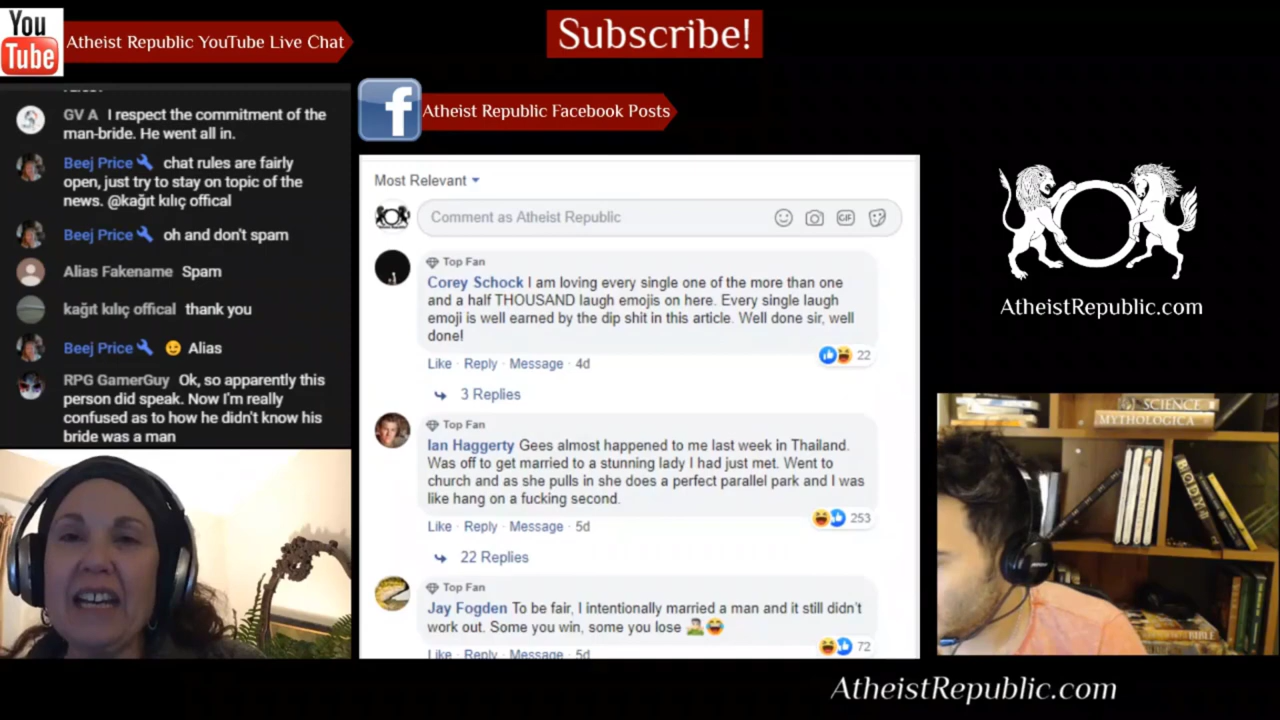 You
Tube
Atheist Republic YouTube Live Chat
Subscribe!
Atheist Republic Facebook Posts
GV A I respect the commitment of the
man-bride. He went all in.
Beej Price chat rules are fairly
open, just try to stay on topic of the
news. @kağıt kılıç offical
Beej Price oh and don't spam
Alias Fakename Spam
kağıt kılıç offical thank you
Beej Price 😉 Alias
RPG GamerGuy Ok, so apparently this
person did speak. Now I'm really
confused as to how he didn't know his
bride was a man
Most Relevant
Comment as Atheist Republic
GIF
Top Fan
Corey Schock I am loving every single one of the more than one
and a half THOUSAND laugh emojis on here. Every single laugh
emoji is well earned by the dip shit in this article. Well done sir, well
done!
22
Like · Reply · Message · 4d
3 Replies
Top Fan
Ian Haggerty Gees almost happened to me last week in Thailand.
Was off to get married to a stunning lady I had just met. Went to
church and as she pulls in she does a perfect parallel park and I was
like hang on a fucking second.
253
Like · Reply · Message · 5d
22 Replies
Top Fan
Jay Fogden To be fair, I intentionally married a man and it still didn't
work out. Some you win, some you lose 🤷‍♂️😂
72
Like · Reply · Message · 5d
AtheistRepublic.com
SCIENCE
MYTHOLOGICA
BIBLE
AtheistRepublic.com